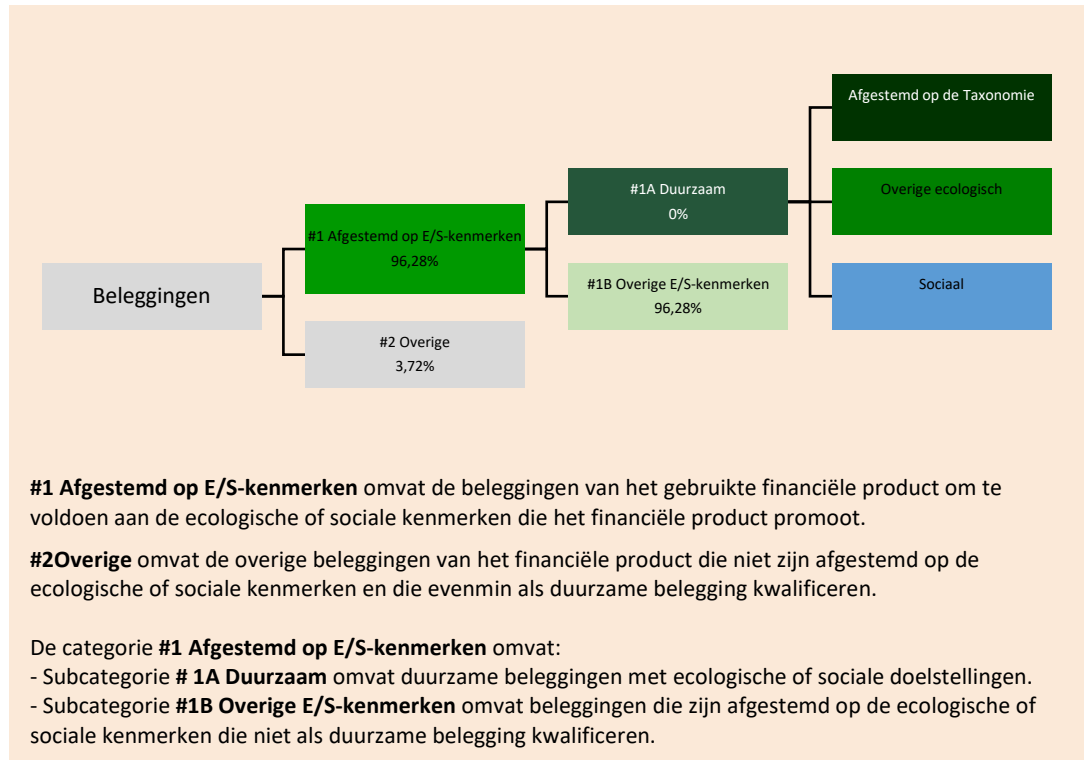 Afgestemd op de Taxonomie
#1A Duurzaam
0%
Overige ecologisch
#1 Afgestemd op E/S-kenmerken
96,28%
Beleggingen
#1B Overige E/S-kenmerken
96,28%
Sociaal
#2 Overige
3,72%
#1 Afgestemd op E/S-kenmerken omvat de beleggingen van het gebruikte financiële product om te
voldoen aan de ecologische of sociale kenmerken die het financiële product promoot.
#2Overige omvat de overige beleggingen van het financiële product die niet zijn afgestemd op de
ecologische of sociale kenmerken en die evenmin als duurzame belegging kwalificeren.
De categorie #1 Afgestemd op E/S-kenmerken omvat:
- Subcategorie # 1A Duurzaam omvat duurzame beleggingen met ecologische of sociale doelstellingen.
- Subcategorie #1B Overige E/S-kenmerken omvat beleggingen die zijn afgestemd op de ecologische of
sociale kenmerken die niet als duurzame belegging kwalificeren.